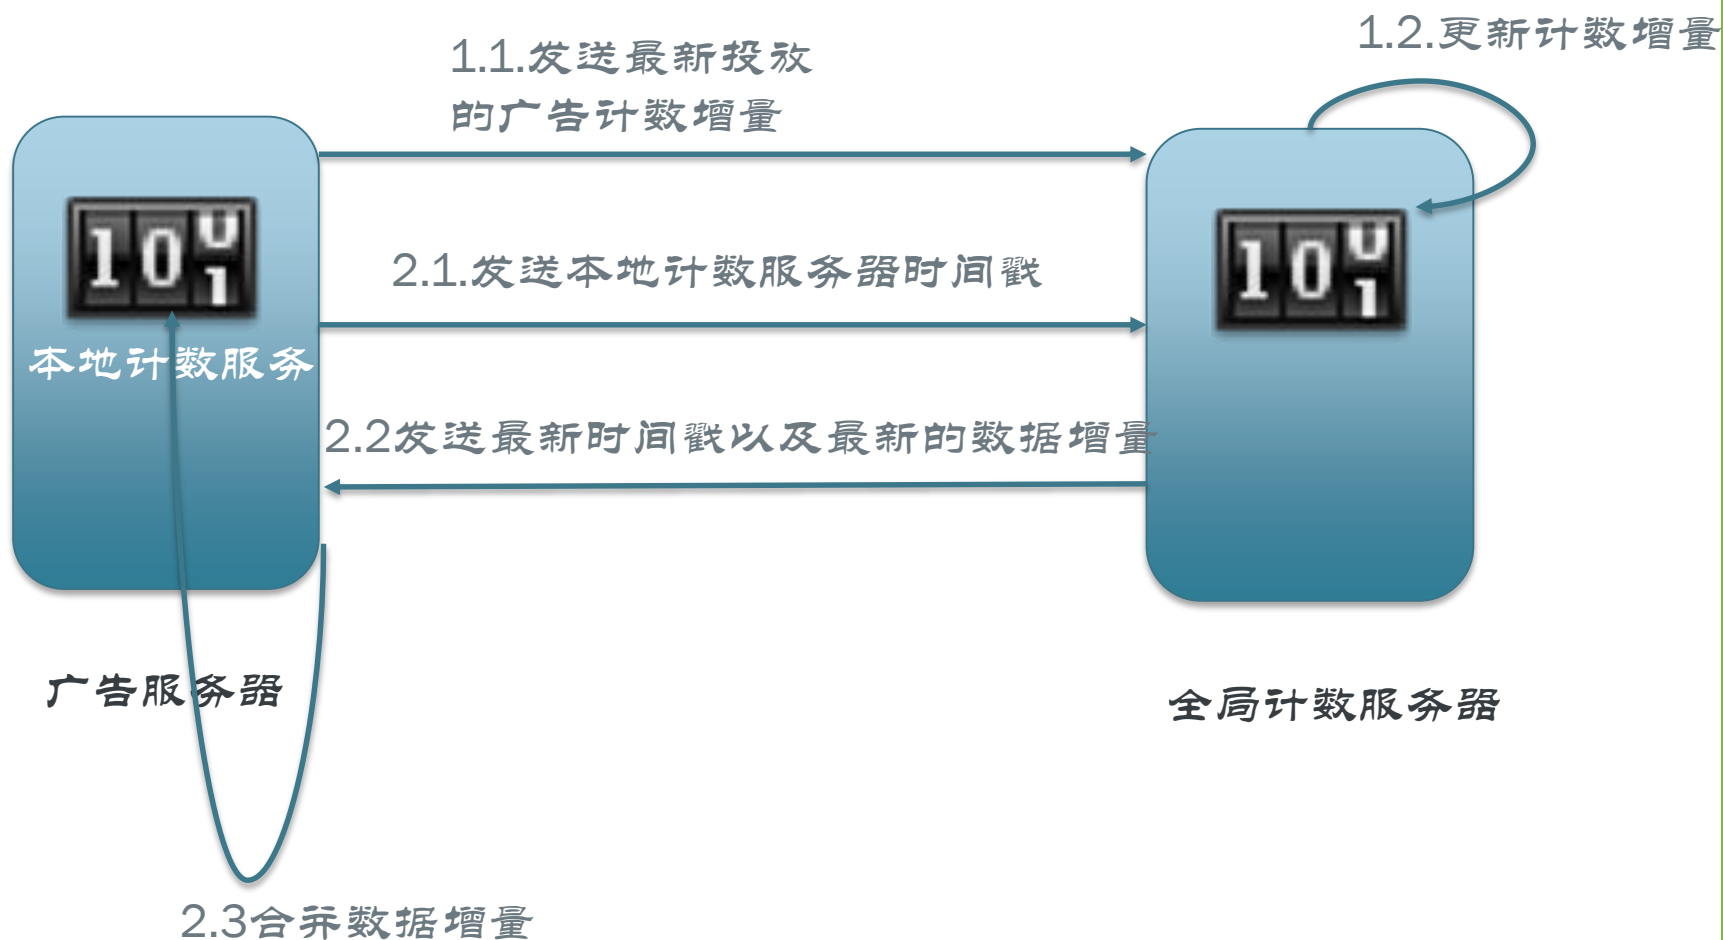 1.2.更新计数增量
1.1.发送最新投放
的广告计数增量
2.1.发送本地计数服务器时间戳
本地计数服务
2.2发送最新时间戳以及最新的数据增量
广告服务器
全局计数服务器
2.3合并数据增量